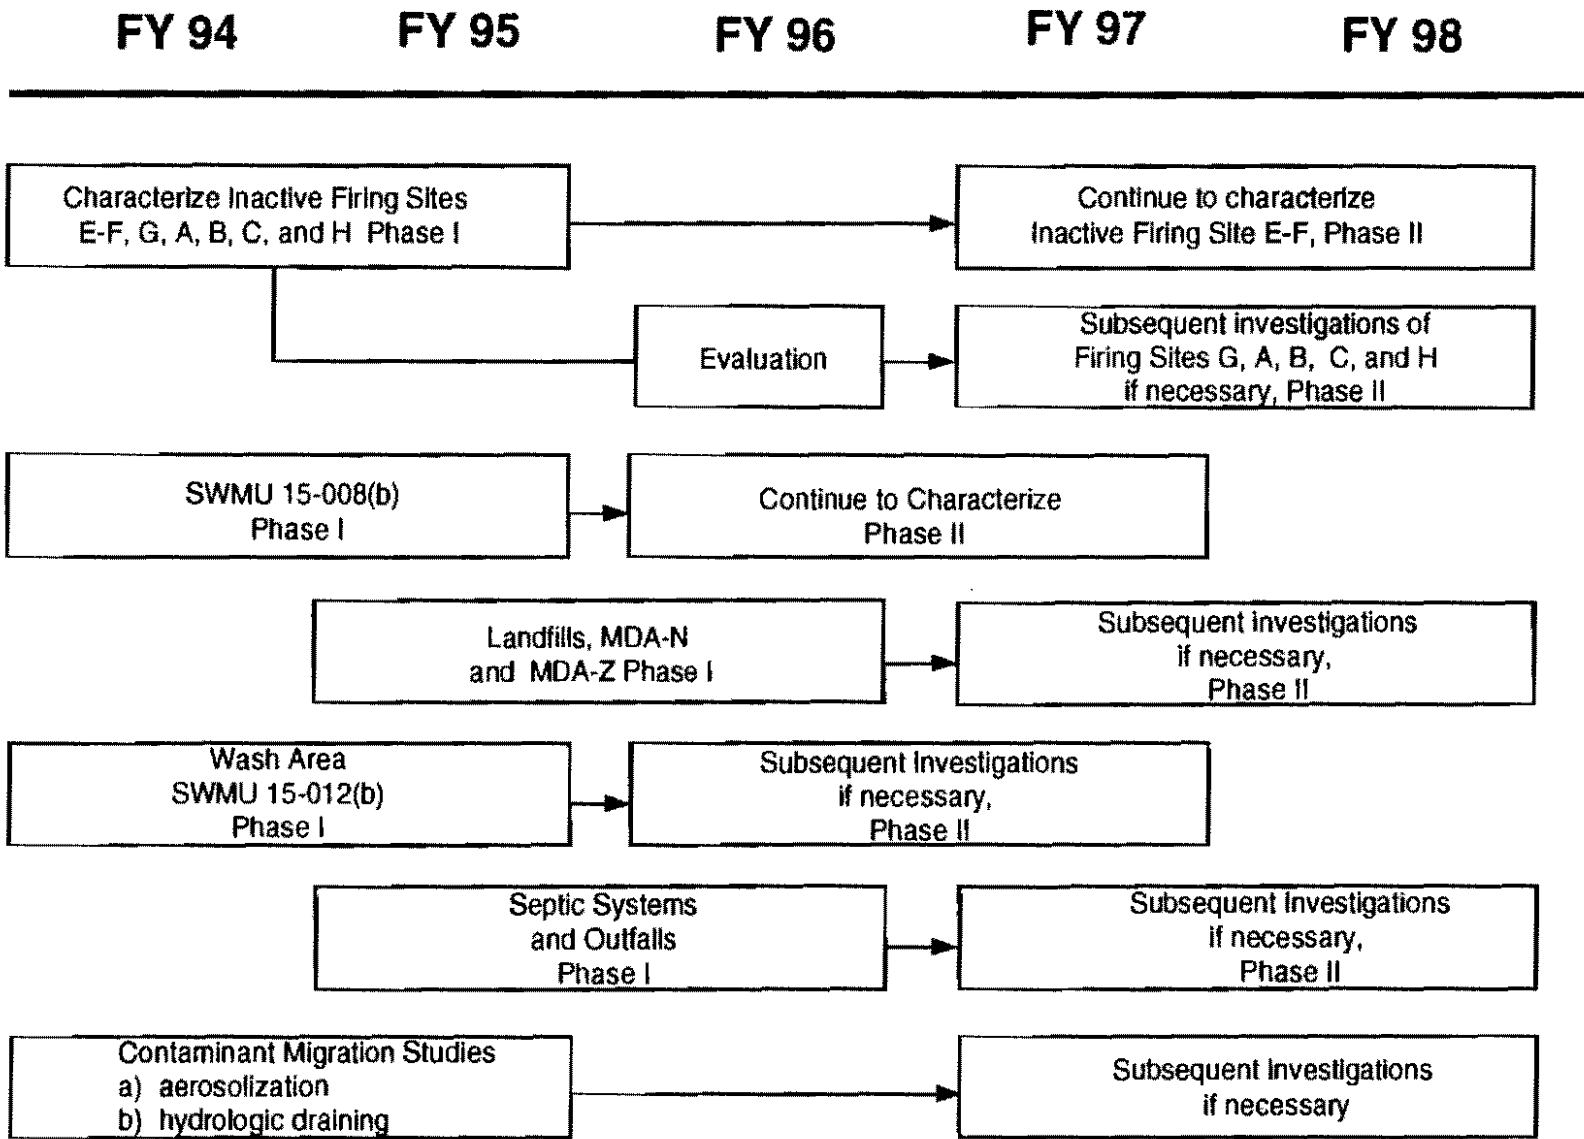 FY 94 FY 95 FY 96 FY 97 FY 98
Characterize Inactive Firing Sites
E-F, G, A, B, C, and H Phase I
Continue to characterize
Inactive Firing Site E-F, Phase II
Evaluation
Subsequent investigations of
Firing Sites G, A, B, C, and H
if necessary, Phase II
SWMU 15-008(b)
Phase I
Continue to Characterize
Phase II
Landfills, MDA-N
and MDA-Z Phase I
Subsequent Investigations
if necessary,
Phase II
Wash Area
SWMU 15-012(b)
Phase I
Subsequent Investigations
if necessary,
Phase II
Septic Systems
and Outfalls
Phase I
Subsequent Investigations
if necessary,
Phase II
Contaminant Migration Studies
a) aerosolization
b) hydrologic draining
Subsequent Investigations
if necessary